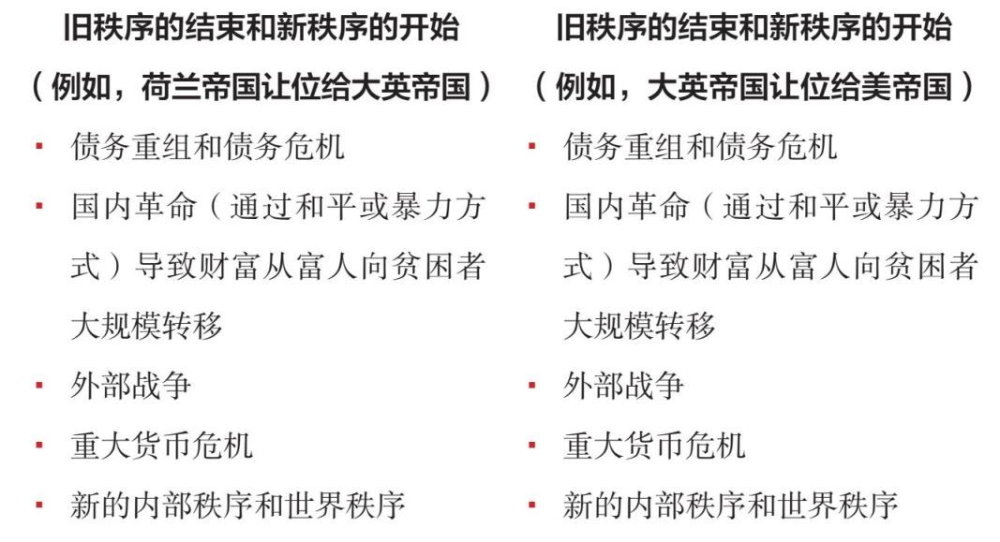 旧秩序的结束和新秩序的开始
（例如，荷兰帝国让位给大英帝国）
▪ 债务重组和债务危机
▪ 国内革命（通过和平或暴力方
式）导致财富从富人向贫困者
大规模转移
▪ 外部战争
▪ 重大货币危机
▪ 新的内部秩序和世界秩序
旧秩序的结束和新秩序的开始
（例如，大英帝国让位给美帝国）
▪ 债务重组和债务危机
▪ 国内革命（通过和平或暴力方
式）导致财富从富人向贫困者
大规模转移
▪ 外部战争
▪ 重大货币危机
▪ 新的内部秩序和世界秩序